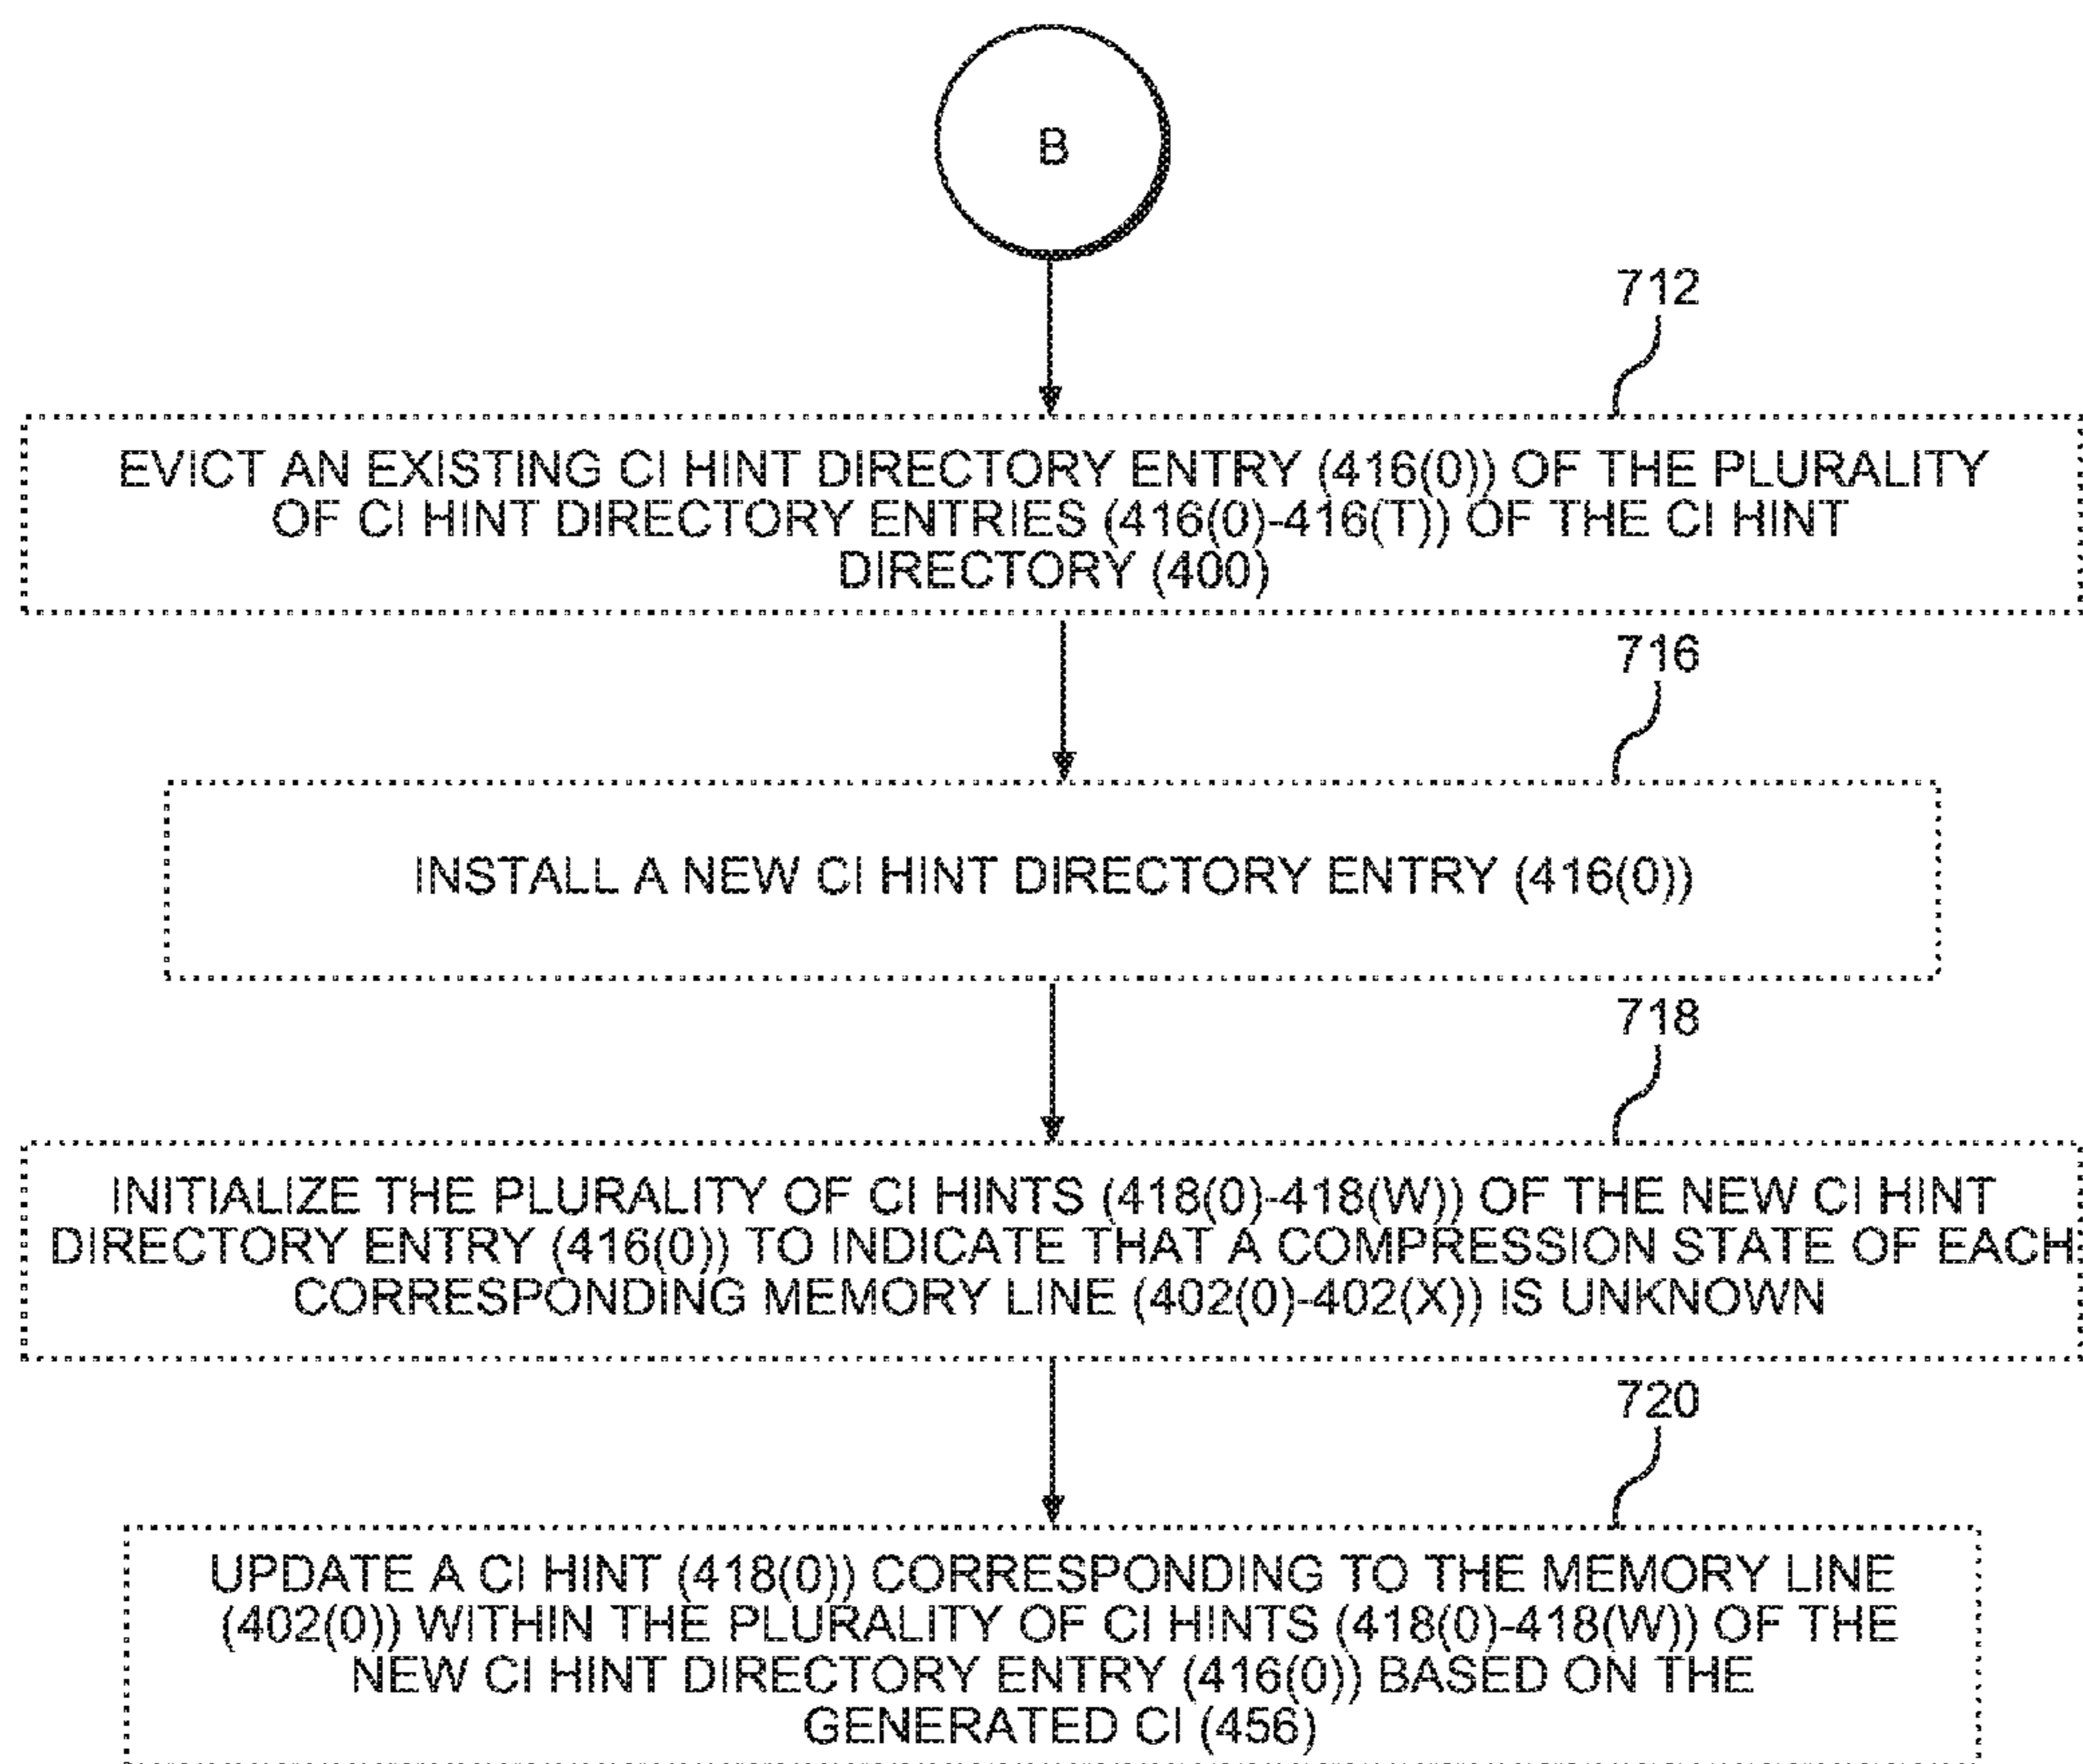 B
712
EVICT AN EXISTING CI HINT DIRECTORY ENTRY (416(0)) OF THE PLURALITY
OF CI HINT DIRECTORY ENTRIES (416(0)-416(T)) OF THE CI HINT
DIRECTORY (400)
716
INSTALL A NEW CI HINT DIRECTORY ENTRY (416(0))
718
INITIALIZE THE PLURALITY OF CI HINTS (418(0)-418(W)) OF THE NEW CI HINT
DIRECTORY ENTRY (416(0)) TO INDICATE THAT A COMPRESSION STATE OF EACH
CORRESPONDING MEMORY LINE (402(0)-402(X)) IS UNKNOWN
720
UPDATE A CI HINT (418(0)) CORRESPONDING TO THE MEMORY LINE
(402(0)) WITHIN THE PLURALITY OF CI HINTS (418(0)-418(W)) OF THE
NEW CI HINT DIRECTORY ENTRY (416(0)) BASED ON THE
GENERATED CI (456)